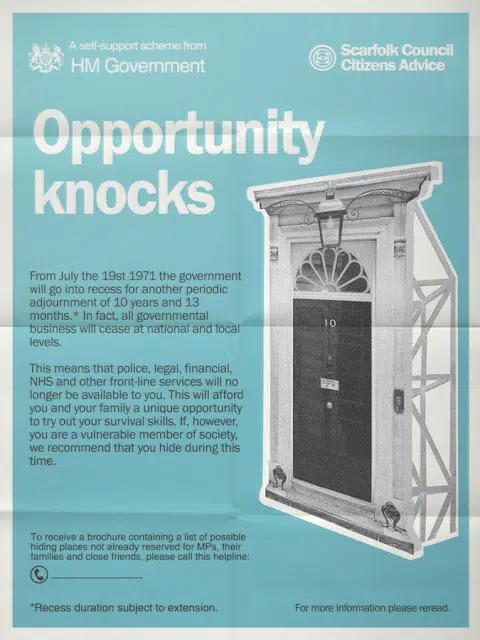 A self-support scheme from
HM Government
Scarfolk Council
Citizens Advice
Opportunity
knocks
From July the 19st 1971 the government
will go into recess for another periodic
adjournment of 10 years and 13
months.* In fact, all governmental
business will cease at national and local
levels.
This means that police, legal, financial,
NHS and other front-line services will no
longer be available to you. This will afford
you and your family a unique opportunity
to try out your survival skills. If, however,
you are a vulnerable member of society,
we recommend that you hide during this
time.
10
To receive a brochure containing a list of possible
hiding places not already reserved for MPs, their
families and close friends, please call this helpline:
*Recess duration subject to extension.
For more information please reread.